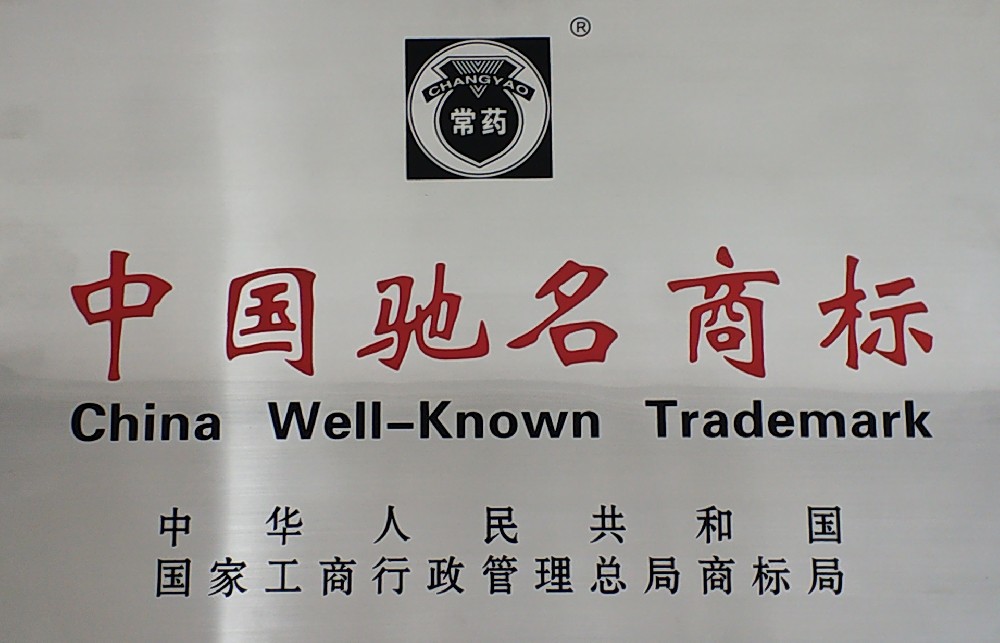 ®
CHANGYAO
常药
中国驰名商标
China Well-Known Trademark
中华人民共和国
国家工商行政管理总局商标局